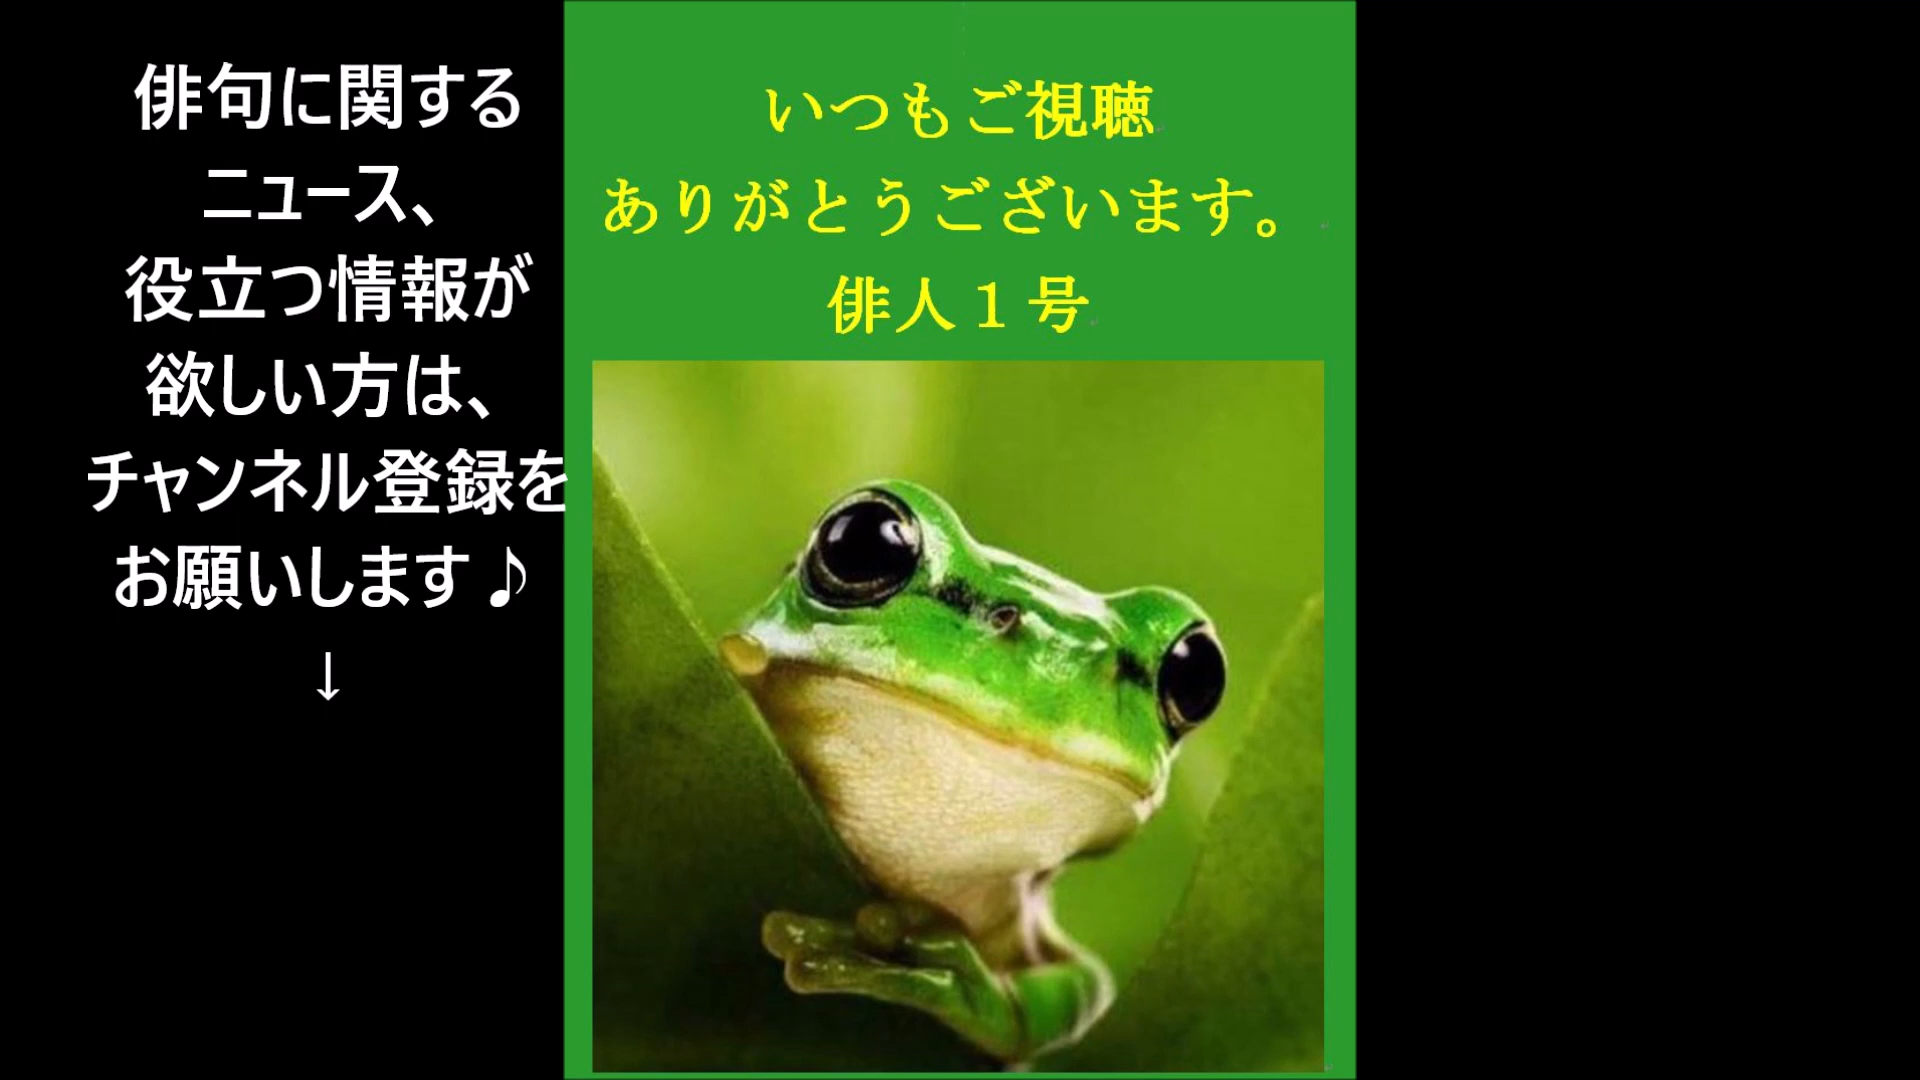 俳句に関する
ニュース、
役立つ情報が
欲しい方は、
チャンネル登録を
お願いします♪
↓
いつもご視聴
ありがとうございます。
俳人１号